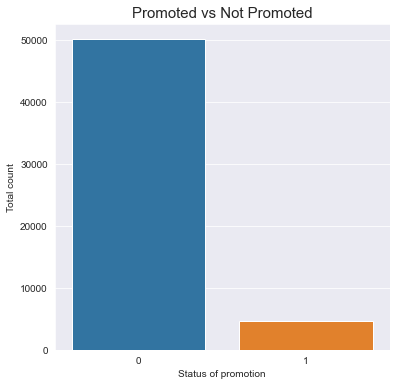 Promoted vs Not Promoted
Total count
50000
40000
30000
20000
10000
0
0 1
Status of promotion